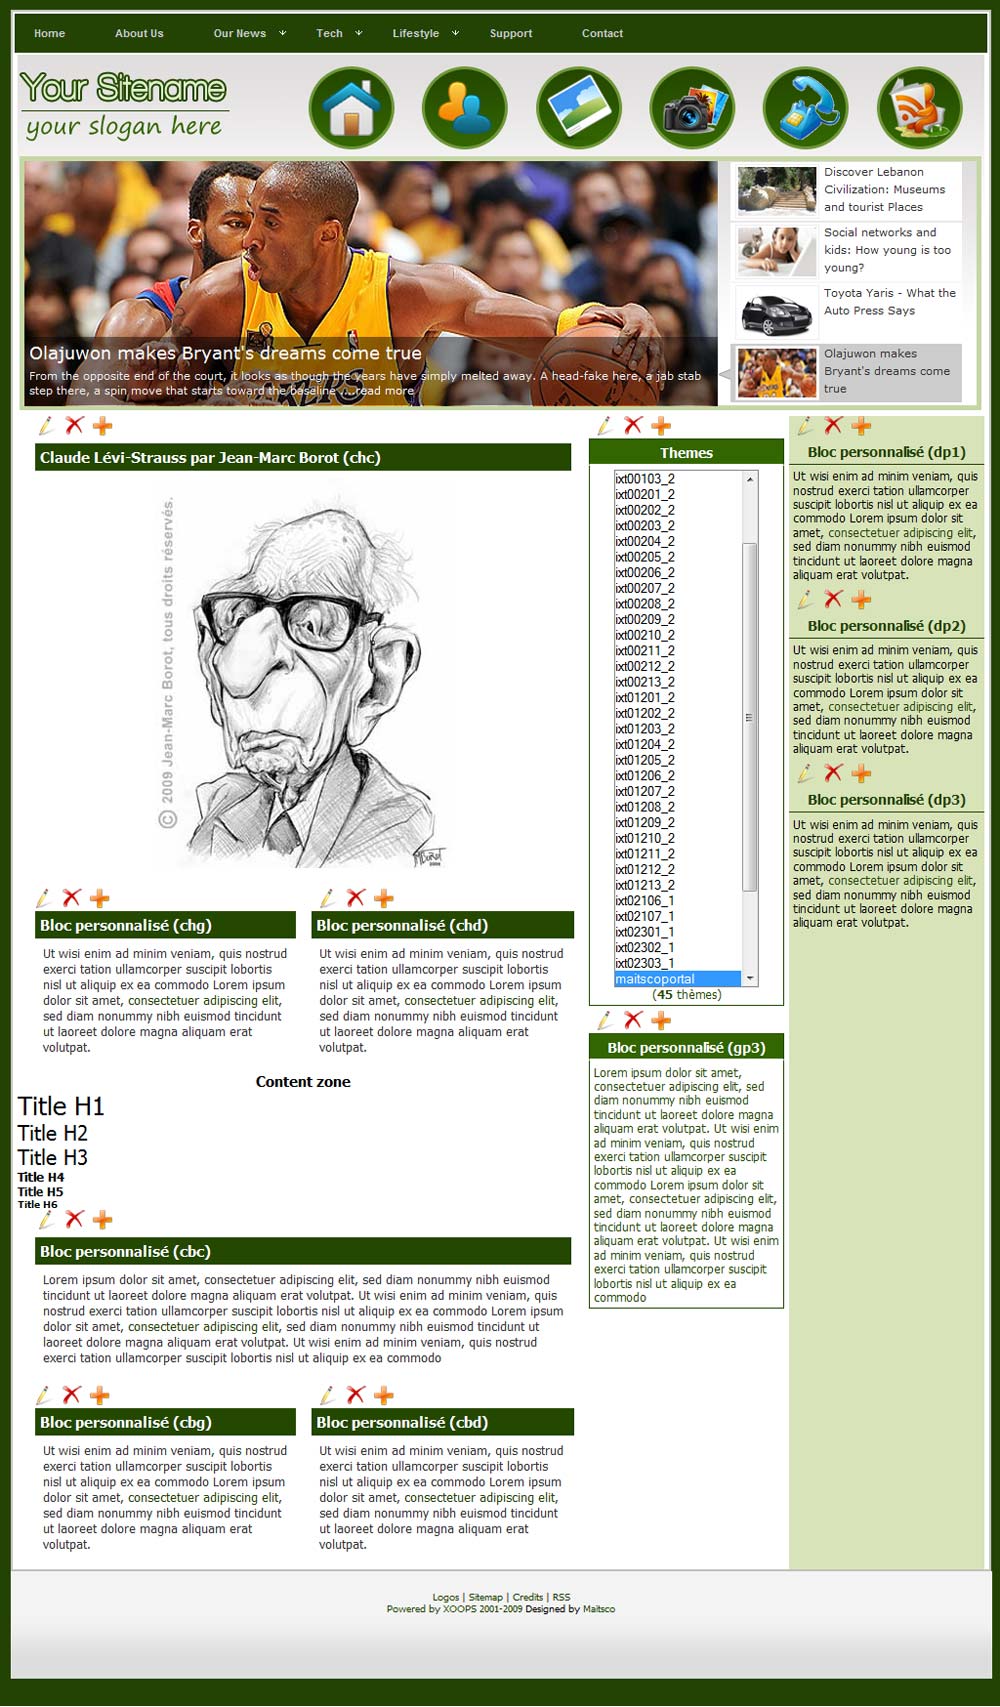 Home
About Us
Our News
Tech
Lifestyle
Support
Contact
Your Sitename
your slogan here
Olajuwon makes Bryant's dreams come true
From the opposite end of the court, it looks as though the years have simply melted away. A head-fake here, a jab stab
step there, a spin move that starts toward the baseline ...read more
Discover Lebanon
Civilization: Museums
and tourist Places
Social networks and
kids: How young is too
young?
Toyota Yaris - What the
Auto Press Says
Olajuwon makes
Bryant's dreams come
true
Claude Lévi-Strauss par Jean-Marc Borot (chc)
© 2009 Jean-Marc Borot, tous droits réservés.
Bloc personnalisé (chg)
Ut wisi enim ad minim veniam, quis nostrud
exerci tation ullamcorper suscipit lobortis
nisl ut aliquip ex ea commodo Lorem ipsum
dolor sit amet, consectetuer adipiscing elit,
sed diam nonummy nibh euismod tincidunt
ut laoreet dolore magna aliquam erat
volutpat.
Bloc personnalisé (chd)
Ut wisi enim ad minim veniam, quis nostrud
exerci tation ullamcorper suscipit lobortis
nisl ut aliquip ex ea commodo Lorem ipsum
dolor sit amet, consectetuer adipiscing elit,
sed diam nonummy nibh euismod tincidunt
ut laoreet dolore magna aliquam erat
volutpat.
Content zone
Title H1
Title H2
Title H3
Title H4
Title H5
Title H6
Bloc personnalisé (cbc)
Lorem ipsum dolor sit amet, consectetuer adipiscing elit, sed diam nonummy nibh euismod
tincidunt ut laoreet dolore magna aliquam erat volutpat. Ut wisi enim ad minim veniam, quis
nostrud exerci tation ullamcorper suscipit lobortis nisl ut aliquip ex ea commodo Lorem ipsum
dolor sit amet, consectetuer adipiscing elit, sed diam nonummy nibh euismod tincidunt ut
laoreet dolore magna aliquam erat volutpat. Ut wisi enim ad minim veniam, quis nostrud
exerci tation ullamcorper suscipit lobortis nisl ut aliquip ex ea commodo
Bloc personnalisé (cbg)
Ut wisi enim ad minim veniam, quis nostrud
exerci tation ullamcorper suscipit lobortis
nisl ut aliquip ex ea commodo Lorem ipsum
dolor sit amet, consectetuer adipiscing elit,
sed diam nonummy nibh euismod tincidunt
ut laoreet dolore magna aliquam erat
volutpat.
Bloc personnalisé (cbd)
Ut wisi enim ad minim veniam, quis nostrud
exerci tation ullamcorper suscipit lobortis
nisl ut aliquip ex ea commodo Lorem ipsum
dolor sit amet, consectetuer adipiscing elit,
sed diam nonummy nibh euismod tincidunt
ut laoreet dolore magna aliquam erat
volutpat.
Themes
ixt00103_2
ixt00201_2
ixt00202_2
ixt00203_2
ixt00204_2
ixt00205_2
ixt00206_2
ixt00207_2
ixt00208_2
ixt00209_2
ixt00210_2
ixt00211_2
ixt00212_2
ixt00213_2
ixt01201_2
ixt01202_2
ixt01203_2
ixt01204_2
ixt01205_2
ixt01206_2
ixt01207_2
ixt01208_2
ixt01209_2
ixt01210_2
ixt01211_2
ixt01212_2
ixt01213_2
ixt02106_1
ixt02107_1
ixt02301_1
ixt02302_1
ixt02303_1
maitscoportal
(45 thèmes)
Bloc personnalisé (gp3)
Lorem ipsum dolor sit amet,
consectetuer adipiscing elit, sed
diam nonummy nibh euismod
tincidunt ut laoreet dolore magna
aliquam erat volutpat. Ut wisi enim
ad minim veniam, quis nostrud
exerci tation ullamcorper suscipit
lobortis nisl ut aliquip ex ea
commodo Lorem ipsum dolor sit
amet, consectetuer adipiscing elit,
sed diam nonummy nibh euismod
tincidunt ut laoreet dolore magna
aliquam erat volutpat. Ut wisi enim
ad minim veniam, quis nostrud
exerci tation ullamcorper suscipit
lobortis nisl ut aliquip ex ea
commodo
Bloc personnalisé (dp1)
Ut wisi enim ad minim veniam, quis
nostrud exerci tation ullamcorper
suscipit lobortis nisl ut aliquip ex ea
commodo Lorem ipsum dolor sit
amet, consectetuer adipiscing elit,
sed diam nonummy nibh euismod
tincidunt ut laoreet dolore magna
aliquam erat volutpat.
Bloc personnalisé (dp2)
Ut wisi enim ad minim veniam, quis
nostrud exerci tation ullamcorper
suscipit lobortis nisl ut aliquip ex ea
commodo Lorem ipsum dolor sit
amet, consectetuer adipiscing elit,
sed diam nonummy nibh euismod
tincidunt ut laoreet dolore magna
aliquam erat volutpat.
Bloc personnalisé (dp3)
Ut wisi enim ad minim veniam, quis
nostrud exerci tation ullamcorper
suscipit lobortis nisl ut aliquip ex ea
commodo Lorem ipsum dolor sit
amet, consectetuer adipiscing elit,
sed diam nonummy nibh euismod
tincidunt ut laoreet dolore magna
aliquam erat volutpat.
Logos | Sitemap | Credits | RSS
Powered by XOOPS 2001-2009 Designed by Maitsco